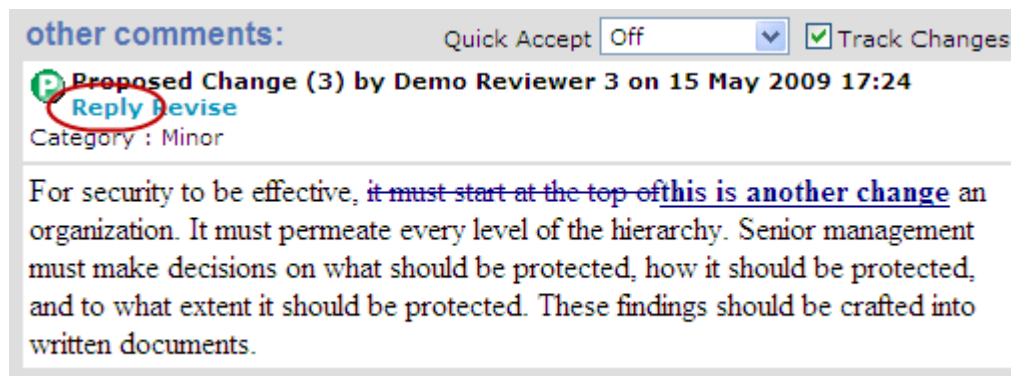 other comments: Quick Accept Off Track Changes
P Proposed Change (3) by Demo Reviewer 3 on 15 May 2009 17:24
Reply Revise
Category : Minor
For security to be effective, it must start at the top ofthis is another change an
organization. It must permeate every level of the hierarchy. Senior management
must make decisions on what should be protected, how it should be protected,
and to what extent it should be protected. These findings should be crafted into
written documents.